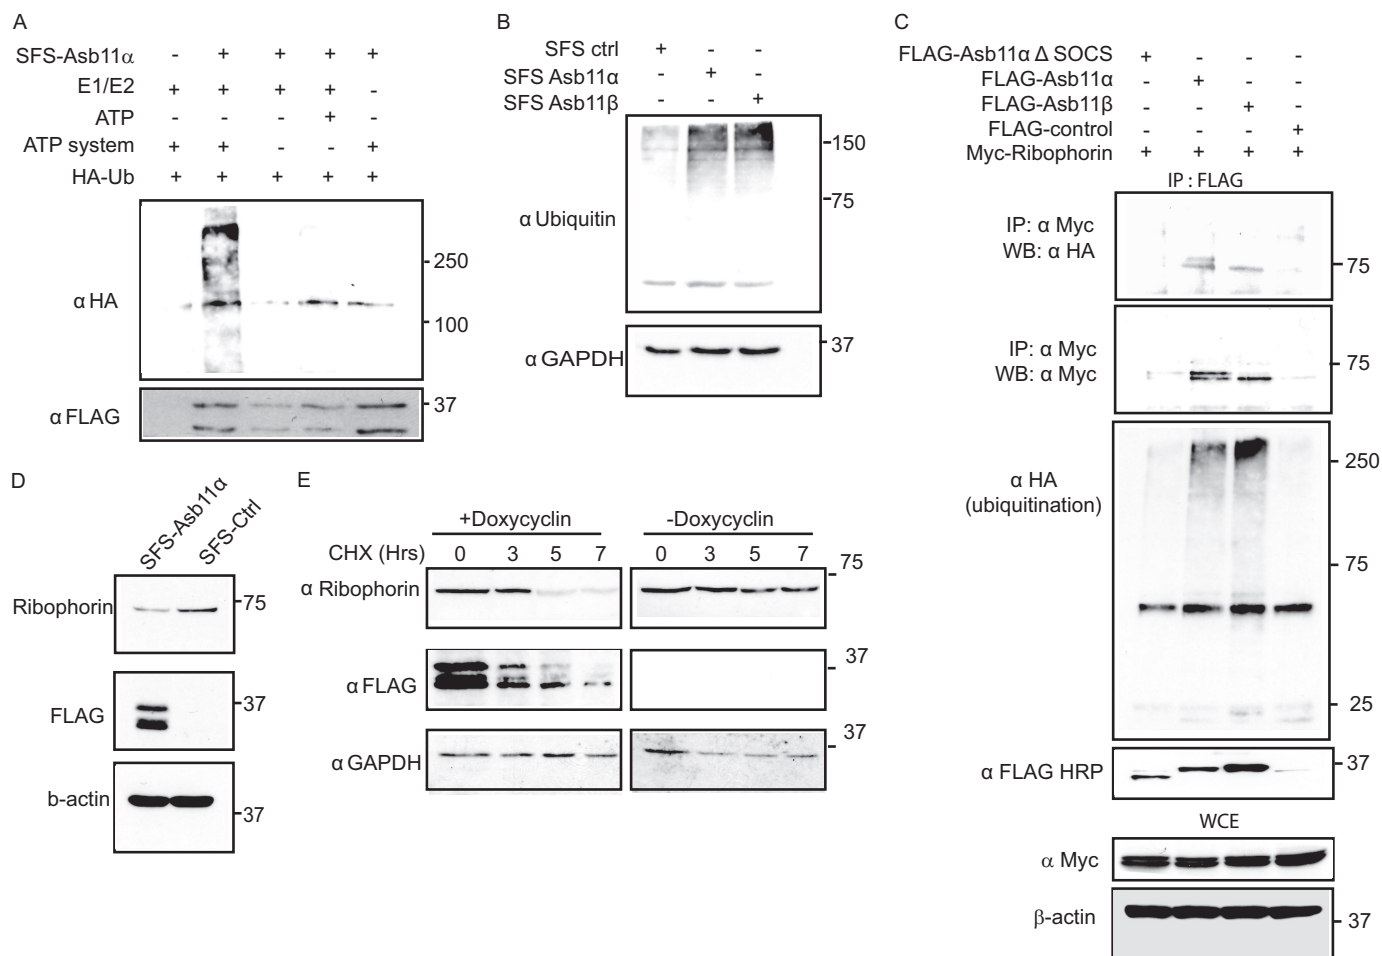 A
SFS-Asb11α - + + + +
E1/E2 + + + + -
ATP - - - + -
ATP system + + - - +
HA-Ub + + + + +
α HA
250
100
α FLAG
37
B
SFS ctrl + - -
SFS Asb11α - + -
SFS Asb11β - - +
α Ubiquitin
-150
-75
α GAPDH
37
C
FLAG-Asb11α Δ SOCS + - - -
FLAG-Asb11α - + - -
FLAG-Asb11β - - + -
FLAG-control - - - +
Myc-Ribophorin + + + +
IP : FLAG
IP: α Myc
WB: α HA
75
IP: α Myc
WB: α Myc
75
α HA
(ubiquitination)
250
75
25
α FLAG HRP
37
WCE
α Myc
β-actin
37
D
SFS-Asb11α
SFS-Ctrl
Ribophorin
75
FLAG
37
b-actin
37
E
+Doxycyclin -Doxycyclin
CHX (Hrs) 0 3 5 7 0 3 5 7
α Ribophorin
75
α FLAG
37
α GAPDH
37